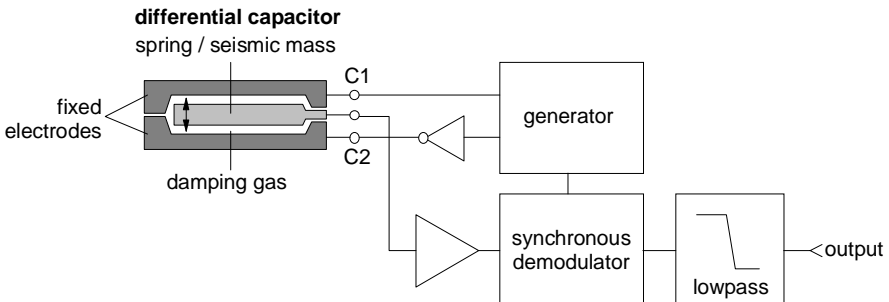 differential capacitor
spring / seismic mass
C1
fixed
electrodes
generator
C2
damping gas
synchronous
demodulator
lowpass
output